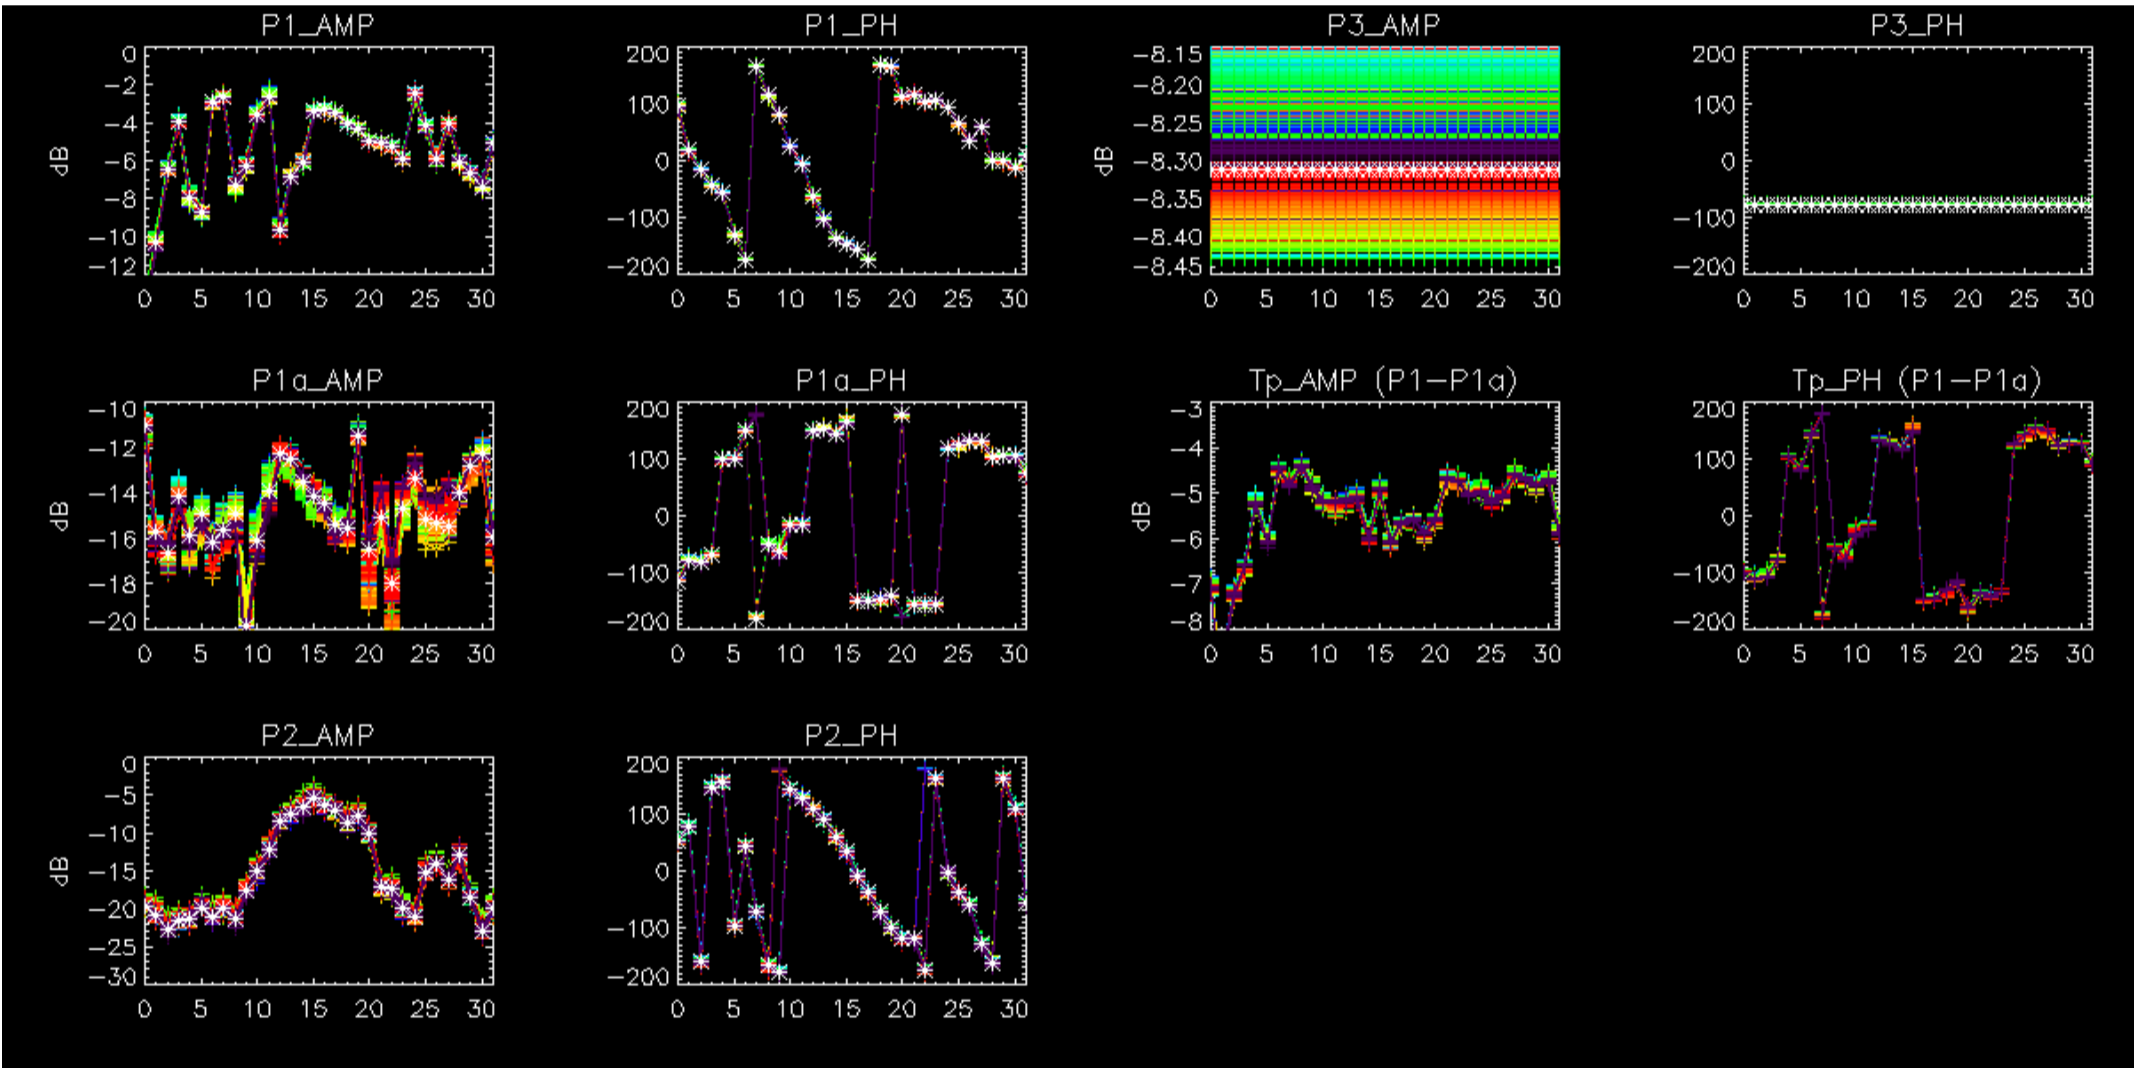 P1_AMP
P1_PH
P3_AMP
P3_PH
0
−2
−4
−6
−8
−10
−12
dB
0 5 10 15 20 25 30
200
100
0
−100
−200
0 5 10 15 20 25 30
−8.15
−8.20
−8.25
−8.30
−8.35
−8.40
−8.45
dB
0 5 10 15 20 25 30
200
100
0
−100
−200
0 5 10 15 20 25 30
P1a_AMP
P1a_PH
Tp_AMP (P1−P1a)
Tp_PH (P1−P1a)
−10
−12
−14
−16
−18
−20
dB
0 5 10 15 20 25 30
200
100
0
−100
−200
0 5 10 15 20 25 30
−3
−4
−5
−6
−7
−8
dB
0 5 10 15 20 25 30
200
100
0
−100
−200
0 5 10 15 20 25 30
P2_AMP
P2_PH
0
−5
−10
−15
−20
−25
−30
dB
0 5 10 15 20 25 30
200
100
0
−100
−200
0 5 10 15 20 25 30